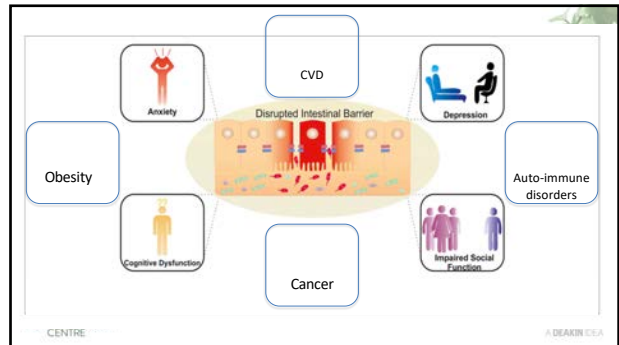 CVD
Anxiety
Disrupted Intestinal Barrier
Depression
Obesity
Auto-immune
disorders
??
Cognitive Dysfunction
Cancer
Impaired Social
Function
CENTRE
A DEAKIN IDEA